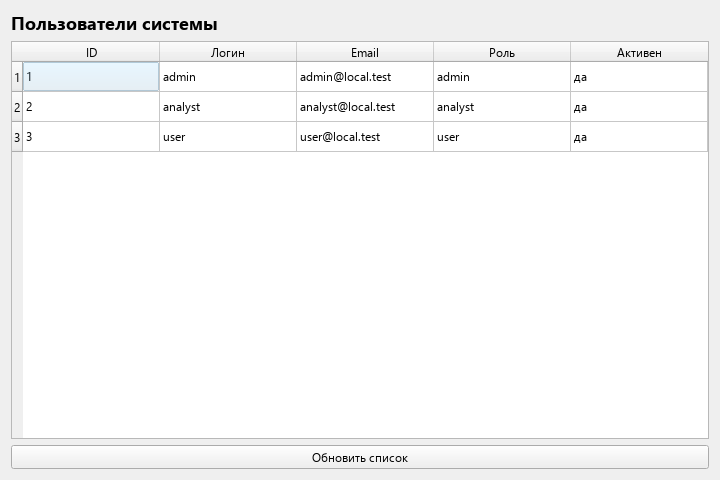 Пользователи системы
ID Логин Email Роль Активен
1 1 admin admin@local.test admin да
2 2 analyst analyst@local.test analyst да
3 3 user user@local.test user да
Обновить список